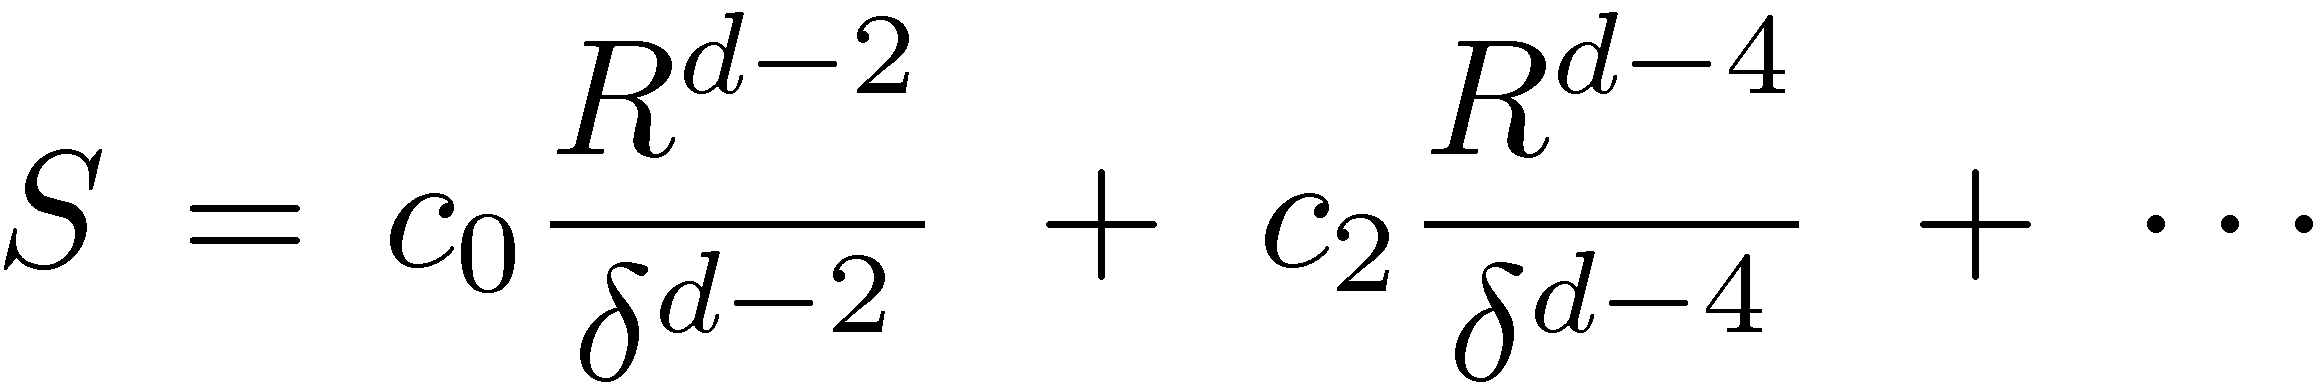 S = c_0 \frac{R^{d-2}}{\delta^{d-2}} + c_2 \frac{R^{d-4}}{\delta^{d-4}} + \cdots